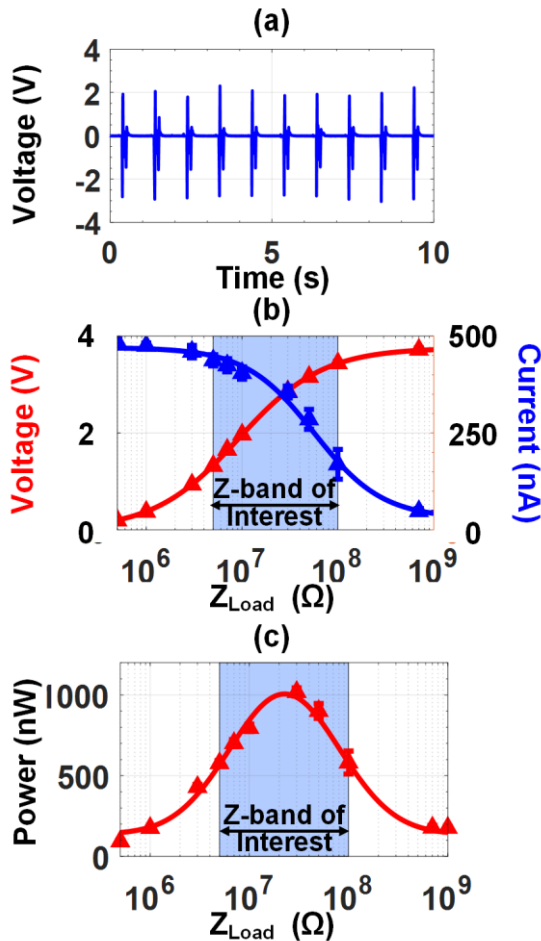 (a)
Voltage (V)
4
2
0
-2
-4
0
5
10
Time (s)
(b)
Voltage (V)
4
2
0
500
250
0
Current (nA)
Z-band of
Interest
10^6
10^7
10^8
10^9
Z_Load (Ω)
(c)
Power (nW)
1000
500
0
Z-band of
Interest
10^6
10^7
10^8
10^9
Z_Load (Ω)